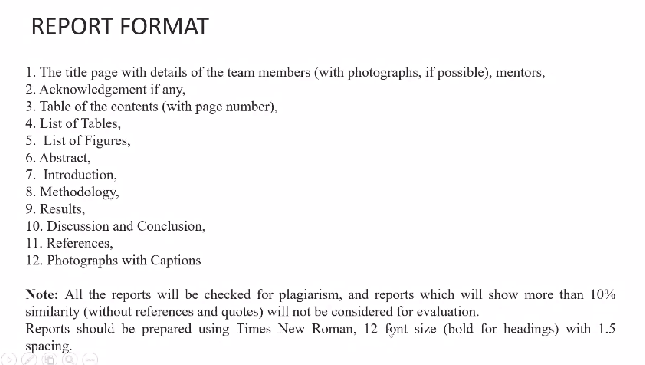 REPORT FORMAT
1. The title page with details of the team members (with photographs, if possible), mentors,
2. Acknowledgement if any,
3. Table of the contents (with page number),
4. List of Tables,
5. List of Figures,
6. Abstract,
7. Introduction,
8. Methodology,
9. Results,
10. Discussion and Conclusion,
11. References,
12. Photographs with Captions
Note: All the reports will be checked for plagiarism, and reports which will show more than 10%
similarity (without references and quotes) will not be considered for evaluation.
Reports should be prepared using Times New Roman, 12 font size (bold for headings) with 1.5
spacing.